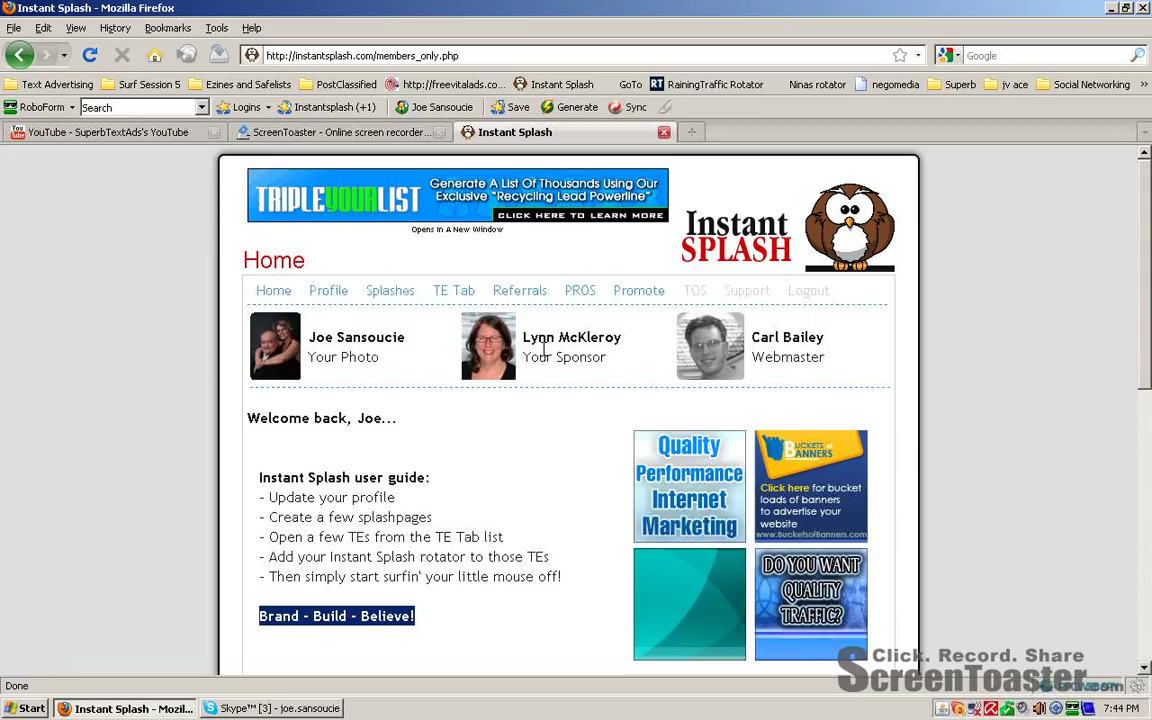 Instant Splash - Mozilla Firefox
File Edit View History Bookmarks Tools Help
http://instantsplash.com/members_only.php
Google
Text Advertising Surf Session 5 Ezines and Safelists PostClassified http://freevitalads.co... Instant Splash GoTo RainingTraffic Rotator Ninas rotator negomedia Superb jv ace Social Networking
RoboForm Search Logins Instantsplash (+1) Joe Sansoucie Save Generate Sync
YouTube - SuperbTextAds's YouTube ScreenToaster - Online screen recorder... Instant Splash
TRIPLEYOURLIST Generate A List Of Thousands Using Our
Exclusive "Recycling Lead Powerline"
CLICK HERE TO LEARN MORE
Opens In A New Window
Instant
SPLASH
Home
Home Profile Splashes TE Tab Referrals PROS Promote TOS Support Logout
Joe Sansoucie
Your Photo
Lynn McKleroy
Your Sponsor
Carl Bailey
Webmaster
Welcome back, Joe...
Instant Splash user guide:
- Update your profile
- Create a few splashpages
- Open a few TEs from the TE Tab list
- Add your Instant Splash rotator to those TEs
- Then simply start surfin' your little mouse off!
Brand - Build - Believe!
Quality
Performance
Internet
Marketing
BUCKETS of
BANNERS
Click here for bucket
loads of banners
to advertise your
website
www.BucketsofBanners.com
DO YOU WANT
QUALITY
TRAFFIC?
Click. Record. Share
ScreenToaster.com
Done
Start Instant Splash - Mozil... Skype™ [3] - joe.sansoucie 7:44 PM